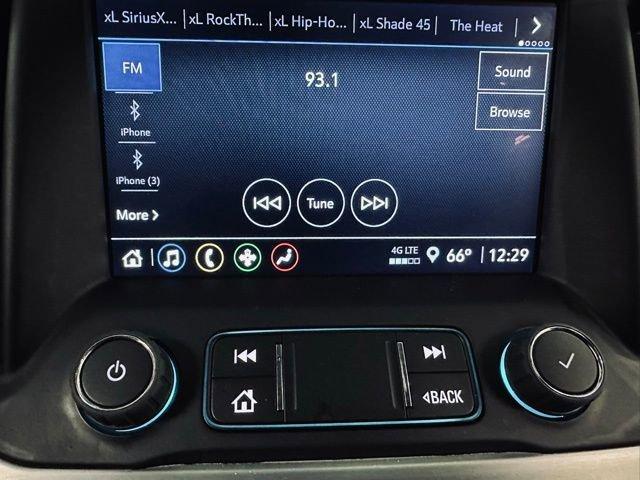 xL SiriusX... xL RockTh... xL Hip-Ho... xL Shade 45 The Heat
FM
93.1
Sound
Browse
iPhone
iPhone (3)
More
Tune
4G LTE
66° 12:29
BACK